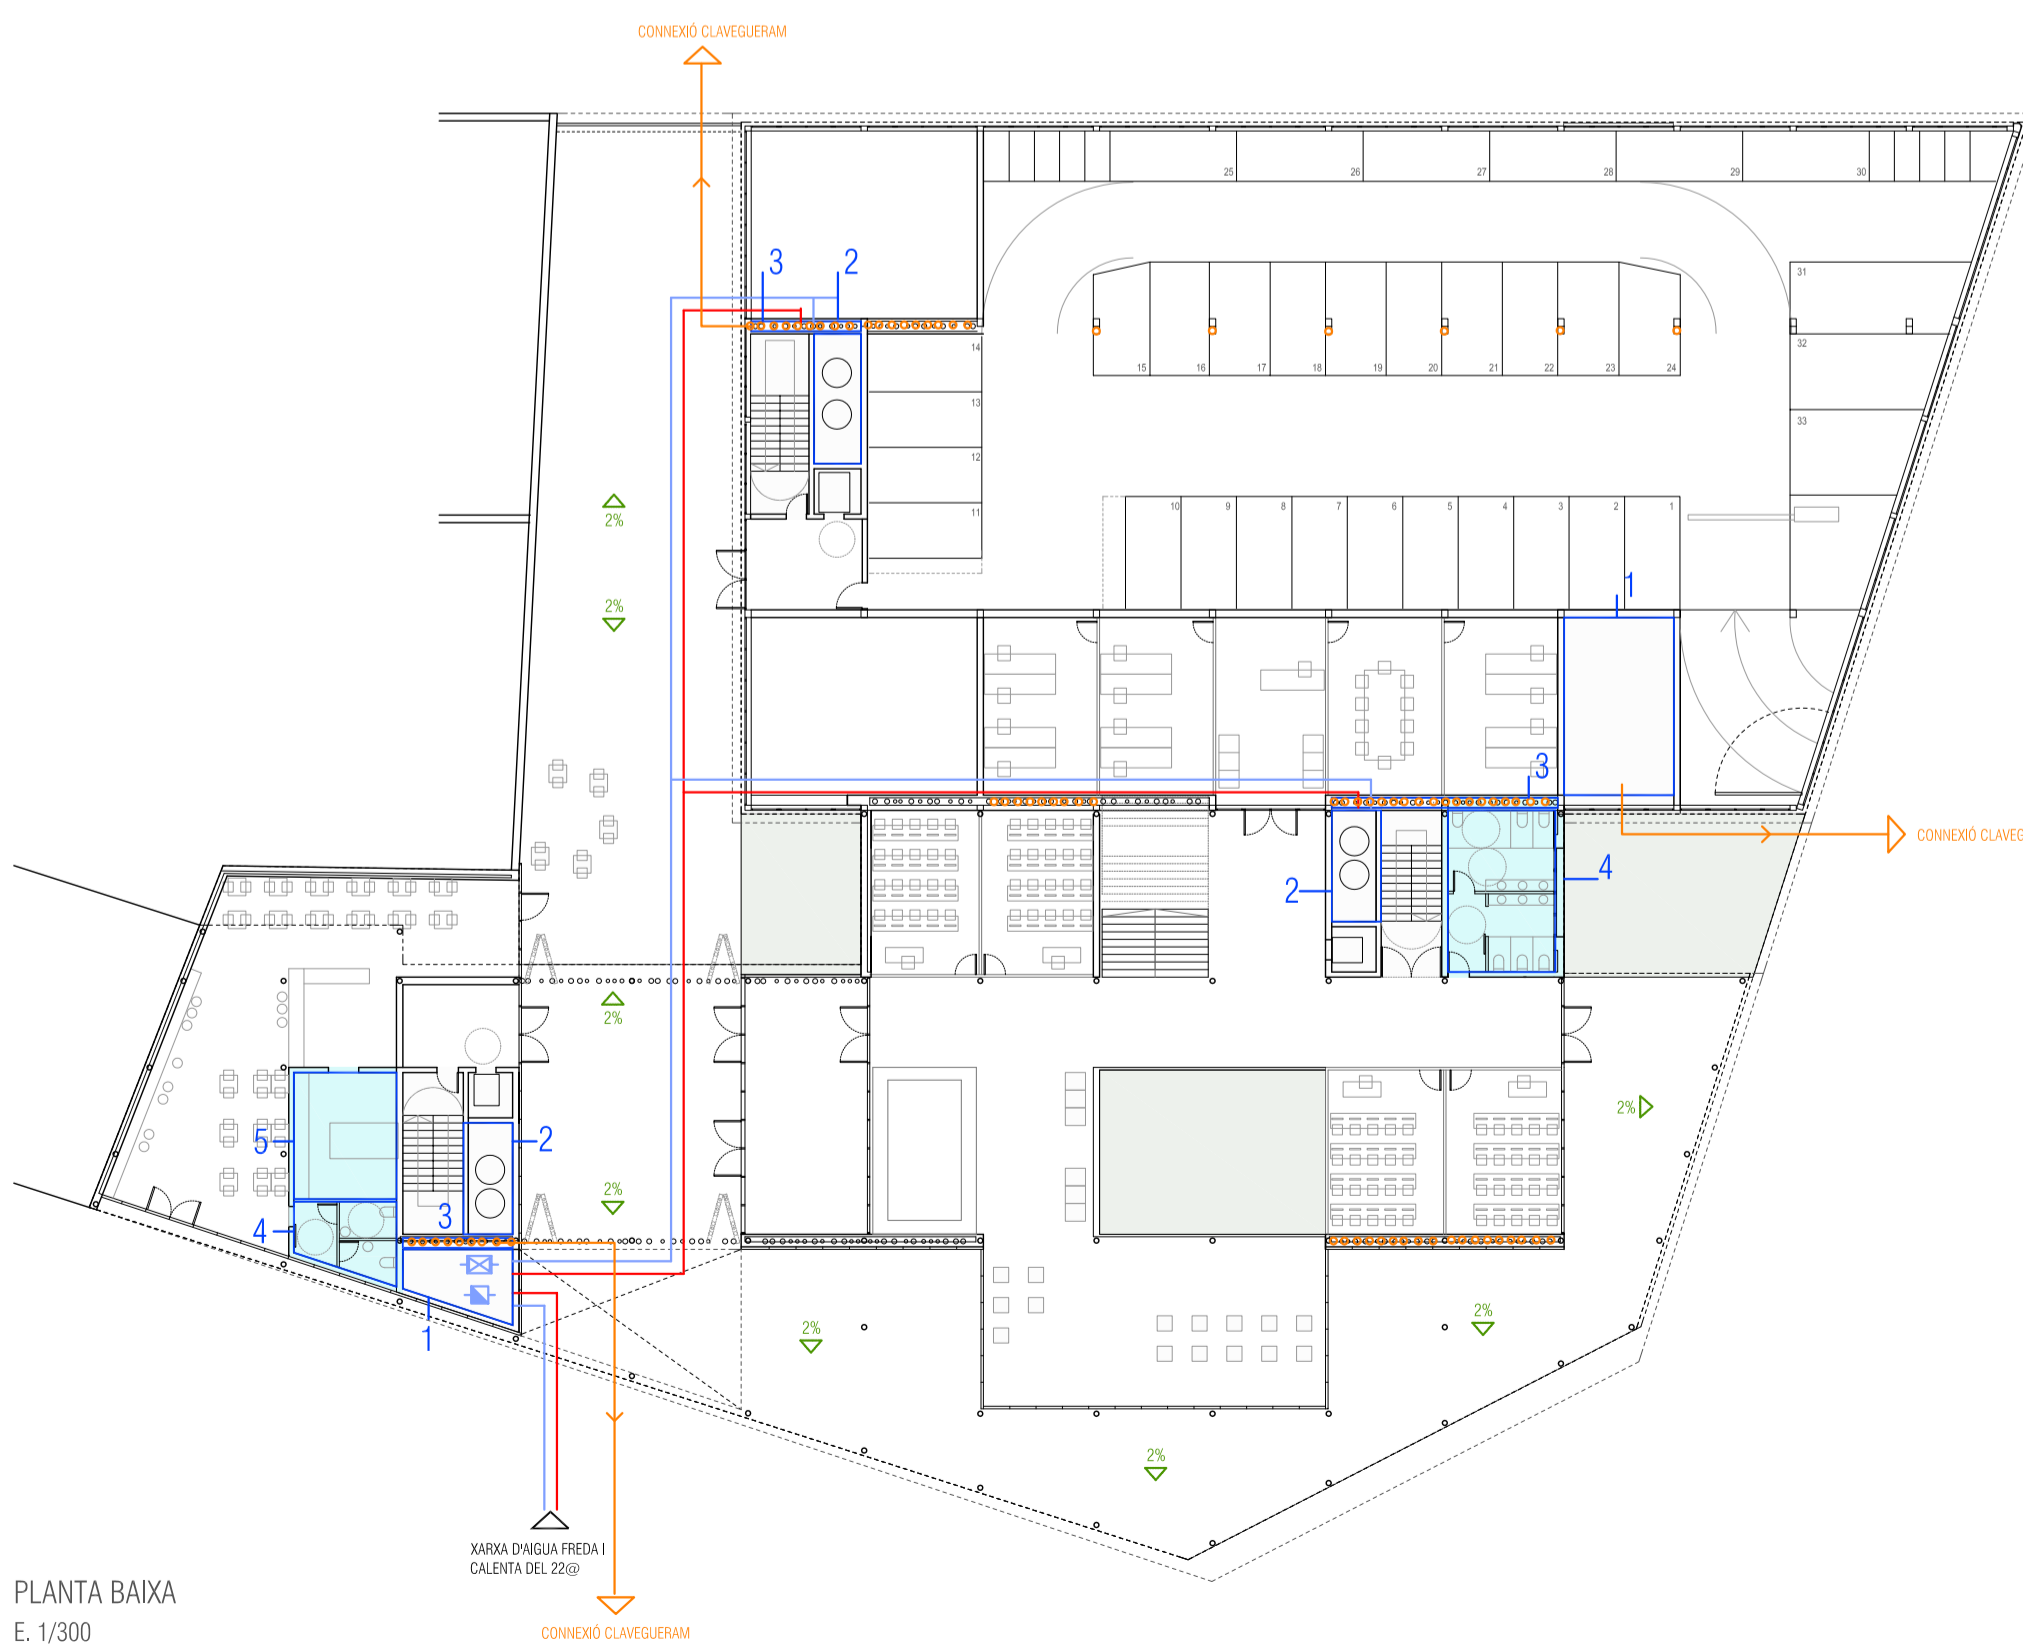 CONNEXIÓ CLAVEGUERAM
25 26 27 28 29 30
3 2
31
14
32
15 16 17 18 19 20 21 22 23 24
13
33
12
11
10 9 8 7 6 5 4 3 2 1
2%
1
2%
3
CONNEXIÓ CLAVEG
4
2
2%
2%
5 2
2%
3
4
2%
2%
1
2%
XARXA D'AIGUA FREDA I
CALENTA DEL 22@
PLANTA BAIXA
E. 1/300
CONNEXIÓ CLAVEGUERAM